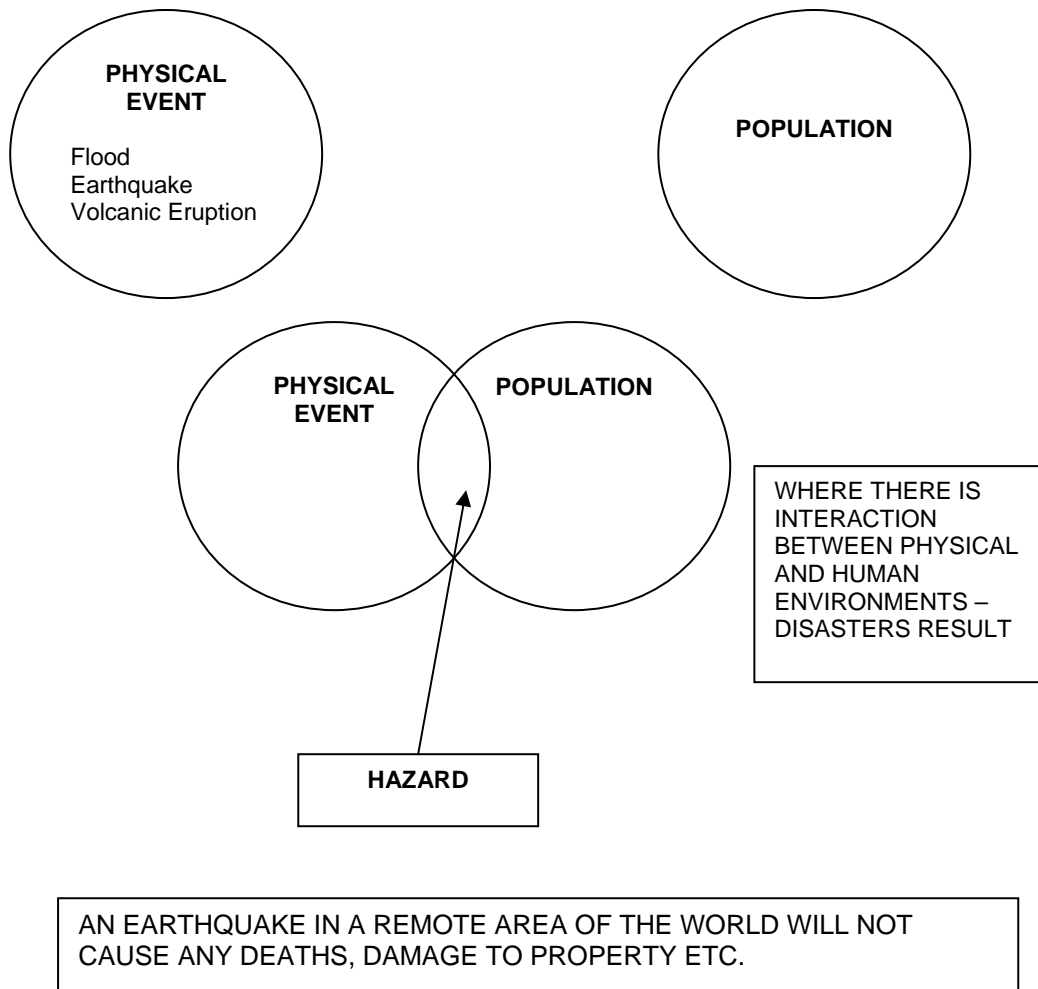 PHYSICAL
EVENT
Flood
Earthquake
Volcanic Eruption
POPULATION
PHYSICAL
EVENT
POPULATION
WHERE THERE IS
INTERACTION
BETWEEN PHYSICAL
AND HUMAN
ENVIRONMENTS –
DISASTERS RESULT
HAZARD
AN EARTHQUAKE IN A REMOTE AREA OF THE WORLD WILL NOT
CAUSE ANY DEATHS, DAMAGE TO PROPERTY ETC.